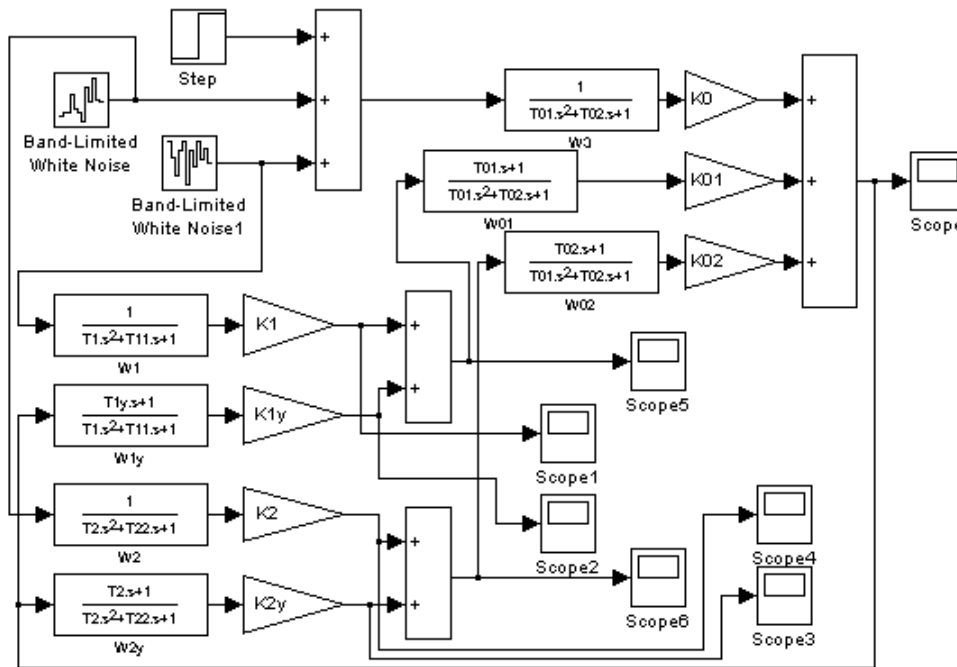 Step
Band-Limited
White Noise
Band-Limited
White Noise1
+
+
+
1
T01.s²+T02.s+1
W3
K0
T01.s+1
T01.s²+T02.s+1
W01
K01
T02.s+1
T01.s²+T02.s+1
W02
K02
+
+
+
Scope
1
T1.s²+T11.s+1
W1
K1
T1y.s+1
T1.s²+T11.s+1
W1y
K1y
+
+
Scope5
Scope1
1
T2.s²+T22.s+1
W2
K2
T2.s+1
T2.s²+T22.s+1
W2y
K2y
+
+
Scope2
Scope6
Scope4
Scope3